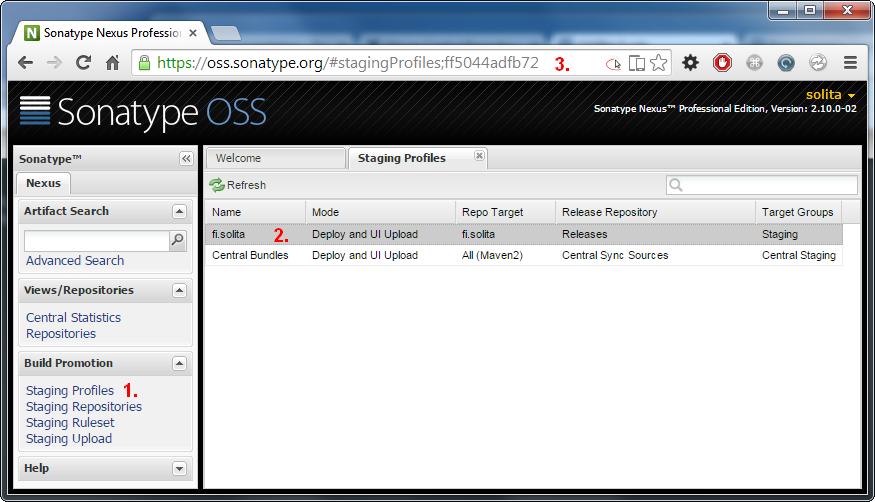 Sonatype Nexus Profession
https://oss.sonatype.org/#stagingProfiles;ff5044adfb72 3.
Sonatype OSS
solita
Sonatype Nexus™ Professional Edition, Version: 2.10.0-02
Sonatype™
Nexus
Artifact Search
Advanced Search
Views/Repositories
Central Statistics
Repositories
Build Promotion
Staging Profiles 1.
Staging Repositories
Staging Ruleset
Staging Upload
Help
Welcome Staging Profiles
Refresh
Name Mode Repo Target Release Repository Target Groups
fi.solita 2. Deploy and UI Upload fi.solita Releases Staging
Central Bundles Deploy and UI Upload All (Maven2) Central Sync Sources Central Staging